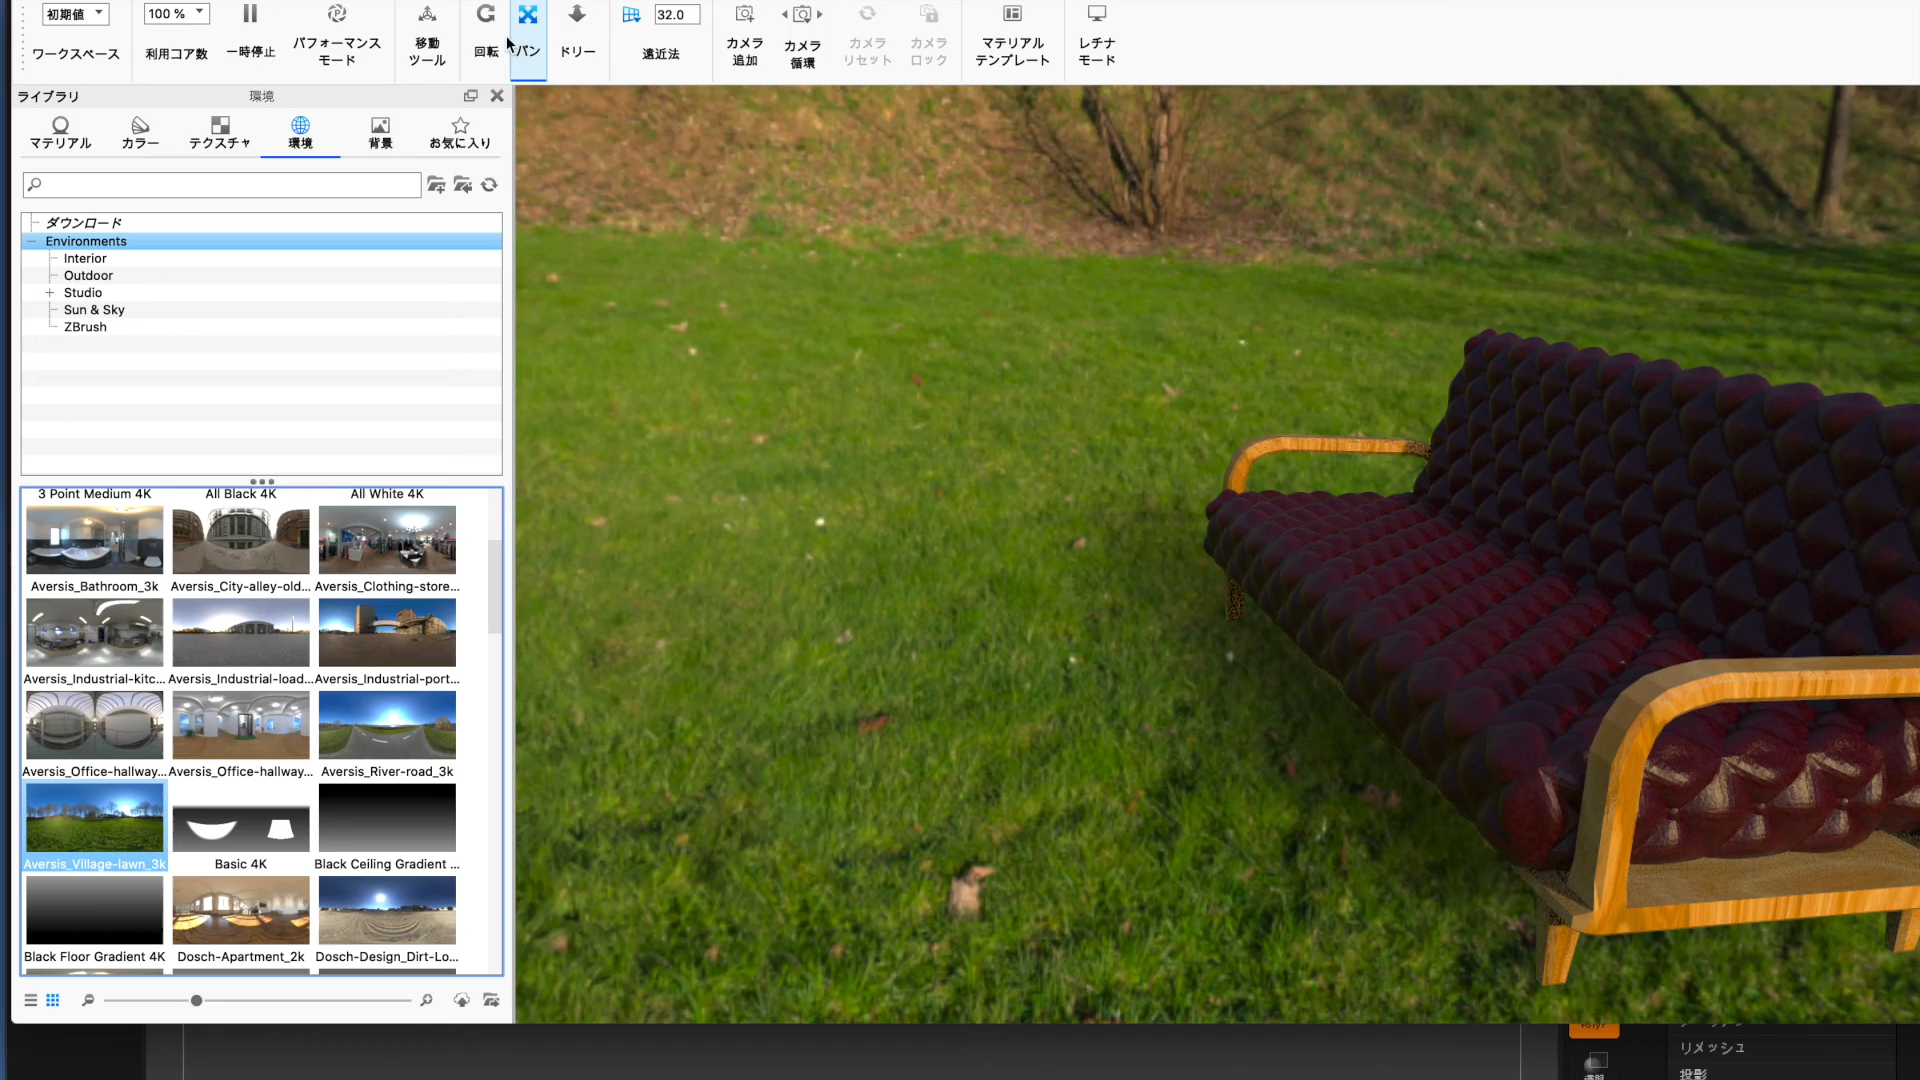 初期値
100 %
32.0
ワークスペース
利用コア数
一時停止
パフォーマンス
モード
移動
ツール
回転
パン
ドリー
遠近法
カメラ
追加
カメラ
循環
カメラ
リセット
カメラ
ロック
マテリアル
テンプレート
レチナ
モード
ライブラリ
環境
マテリアル
カラー
テクスチャ
環境
背景
お気に入り
ダウンロード
Environments
Interior
Outdoor
Studio
Sun & Sky
ZBrush
3 Point Medium 4K
All Black 4K
All White 4K
Aversis_Bathroom_3k
Aversis_City-alley-old...
Aversis_Clothing-store...
Aversis_Industrial-kitc...
Aversis_Industrial-load...
Aversis_Industrial-port...
Aversis_Office-hallway...
Aversis_Office-hallway...
Aversis_River-road_3k
Aversis_Village-lawn_3k
Basic 4K
Black Ceiling Gradient ...
Black Floor Gradient 4K
Dosch-Apartment_2k
Dosch-Design_Dirt-Lo...
リメッシュ
投影